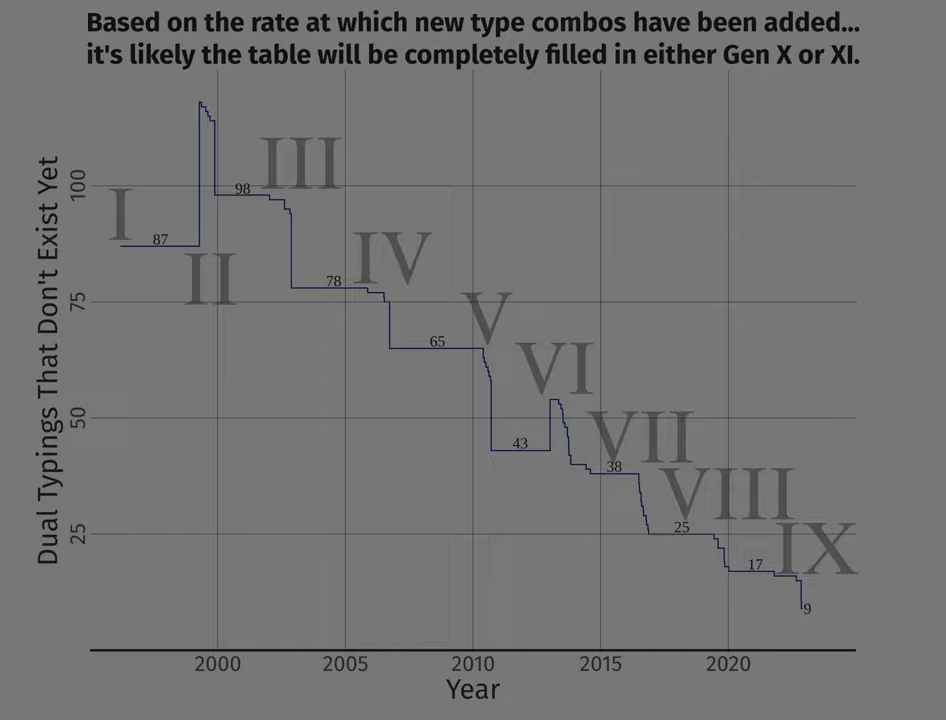 Based on the rate at which new type combos have been added...
it's likely the table will be completely filled in either Gen X or XI.
Dual Typings That Don't Exist Yet
100
75
50
25
I
87
II
98
III
78
IV
65
V
43
VI
38
VII
25
VIII
17
IX
9
2000 2005 2010 2015 2020
Year